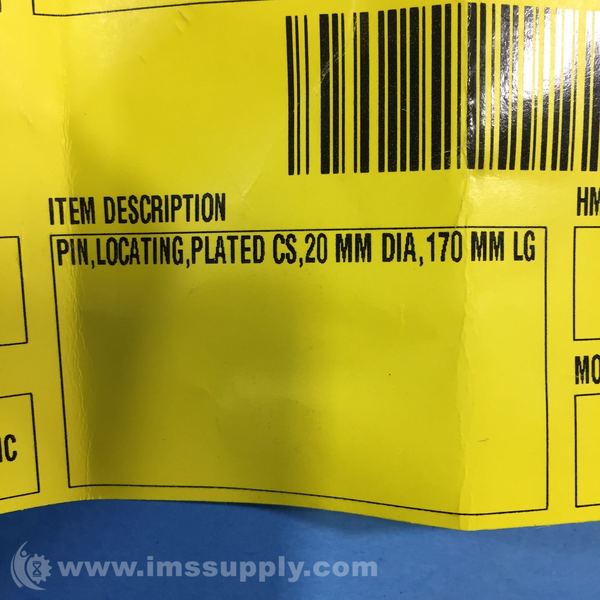 ITEM DESCRIPTION
HM
PIN,LOCATING,PLATED CS,20 MM DIA,170 MM LG
MO
IC
www.imssupply.com